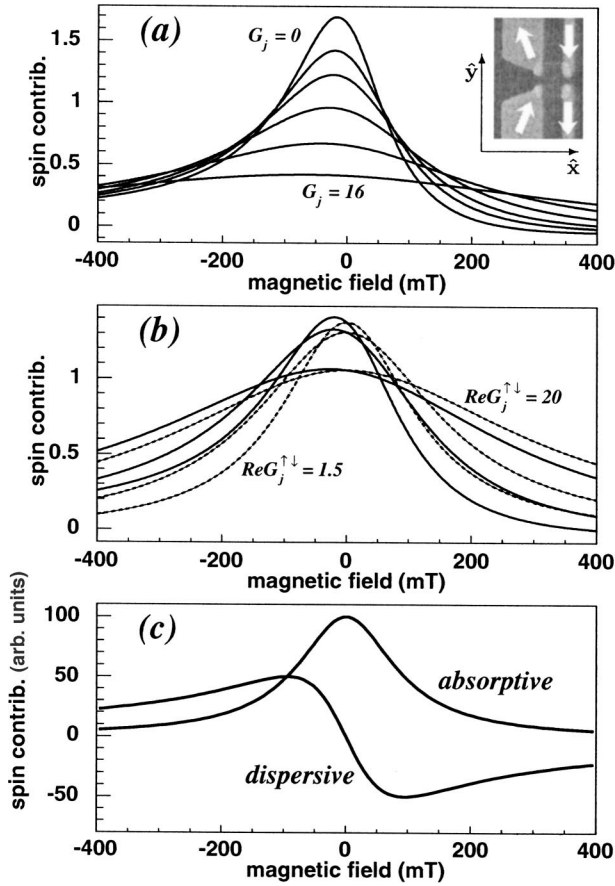 (a)
G_j = 0
G_j = 16
ŷ
x̂
spin contrib.
1.5
1
0.5
0
-400 -200 0 200 400
magnetic field (mT)
(b)
ReG_j^↑↓ = 20
ReG_j^↑↓ = 1.5
spin contrib.
1
0.5
0
-400 -200 0 200 400
magnetic field (mT)
(c)
absorptive
dispersive
spin contrib. (arb. units)
100
50
0
-50
-400 -200 0 200 400
magnetic field (mT)